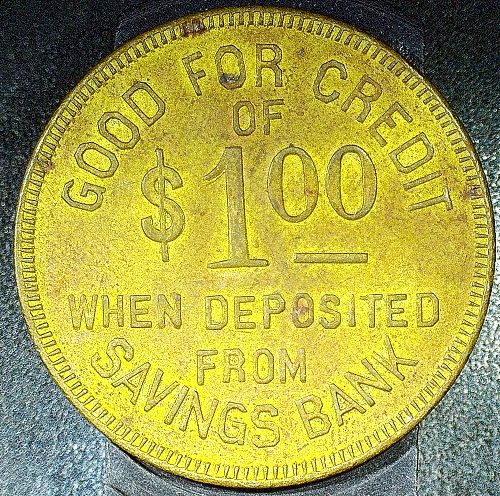 GOOD FOR CREDIT
OF
$1.00
WHEN DEPOSITED
FROM
SAVINGS BANK